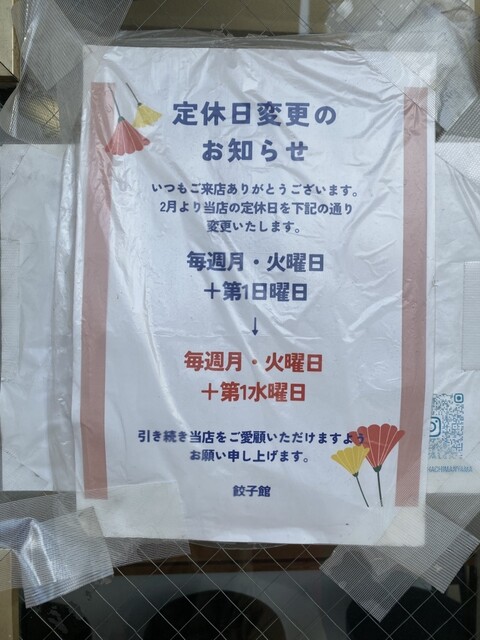 定休日変更の
お知らせ
いつもご来店ありがとうございます。
2月より当店の定休日を下記の通り
変更いたします。
毎週月・火曜日
＋第1日曜日
↓
毎週月・火曜日
＋第1水曜日
引き続き当店をご愛顧いただけますよう
お願い申し上げます。
餃子館